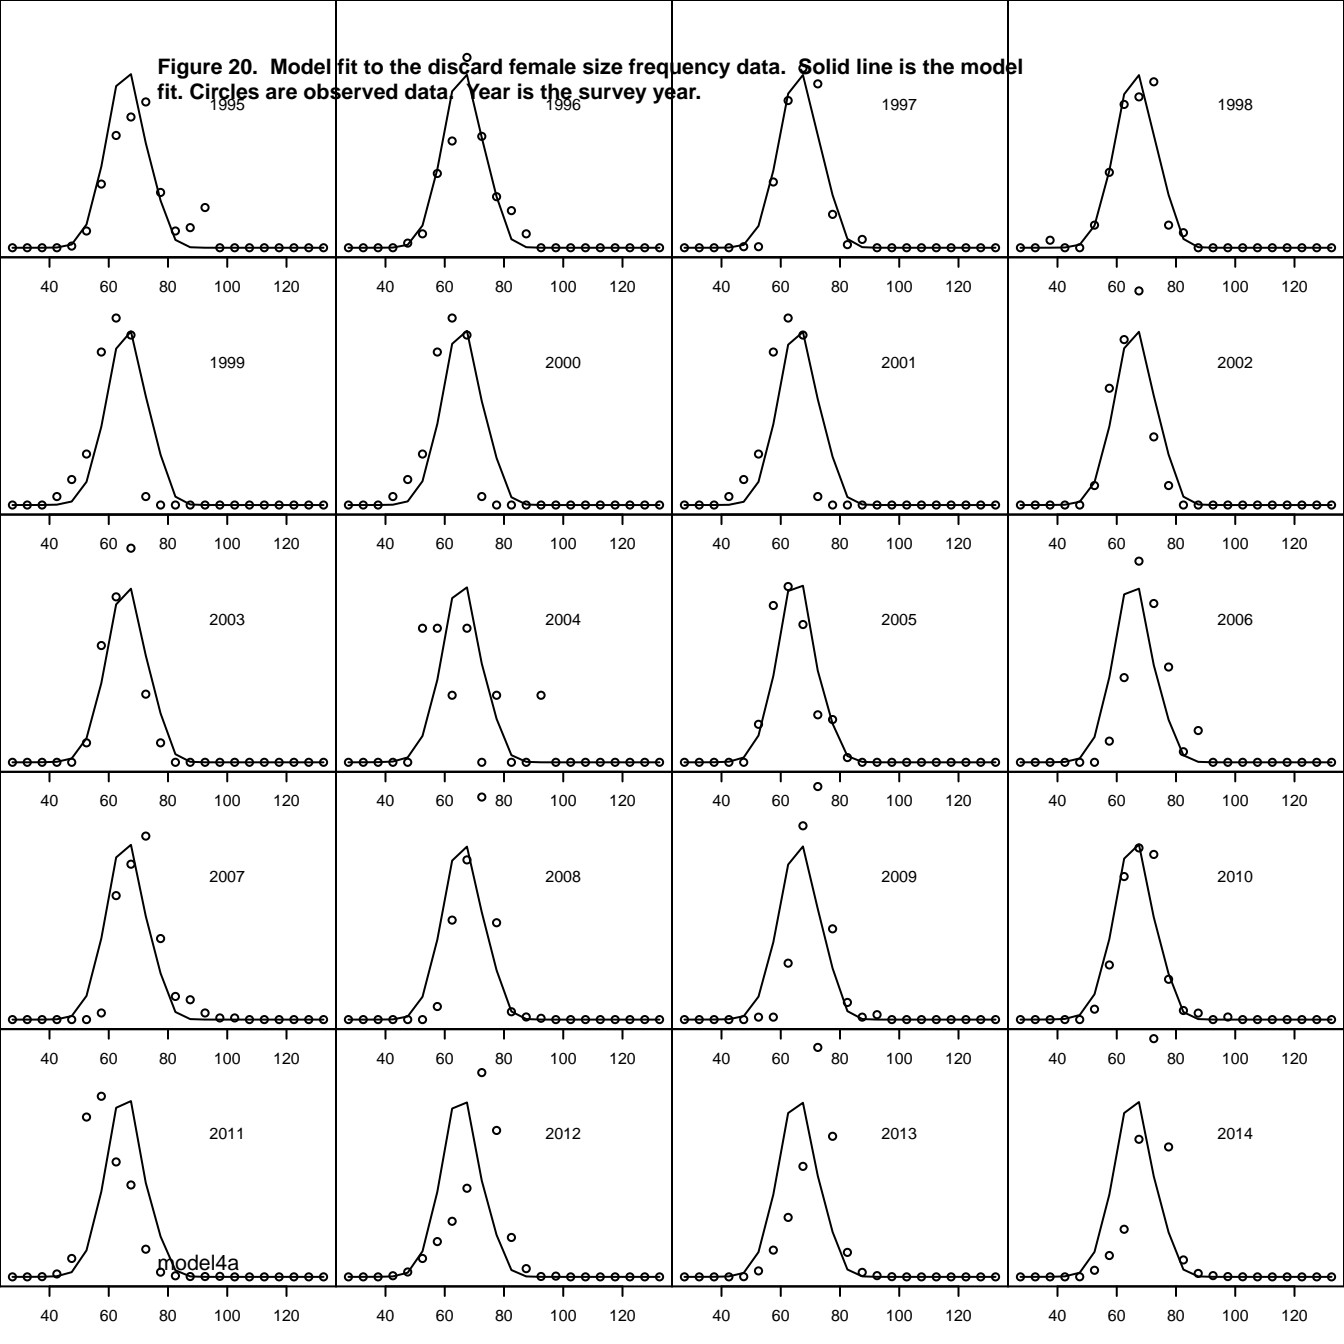 Figure 20.  Model fit to the discard female size frequency data.  Solid line is the model
fit. Circles are observed data.  Year is the survey year.
1995 1996 1997 1998
40 60 80 100 120 40 60 80 100 120 40 60 80 100 120 40 60 80 100 120
1999 2000 2001 2002
40 60 80 100 120 40 60 80 100 120 40 60 80 100 120 40 60 80 100 120
2003 2004 2005 2006
40 60 80 100 120 40 60 80 100 120 40 60 80 100 120 40 60 80 100 120
2007 2008 2009 2010
40 60 80 100 120 40 60 80 100 120 40 60 80 100 120 40 60 80 100 120
2011 2012 2013 2014
model4a
40 60 80 100 120 40 60 80 100 120 40 60 80 100 120 40 60 80 100 120